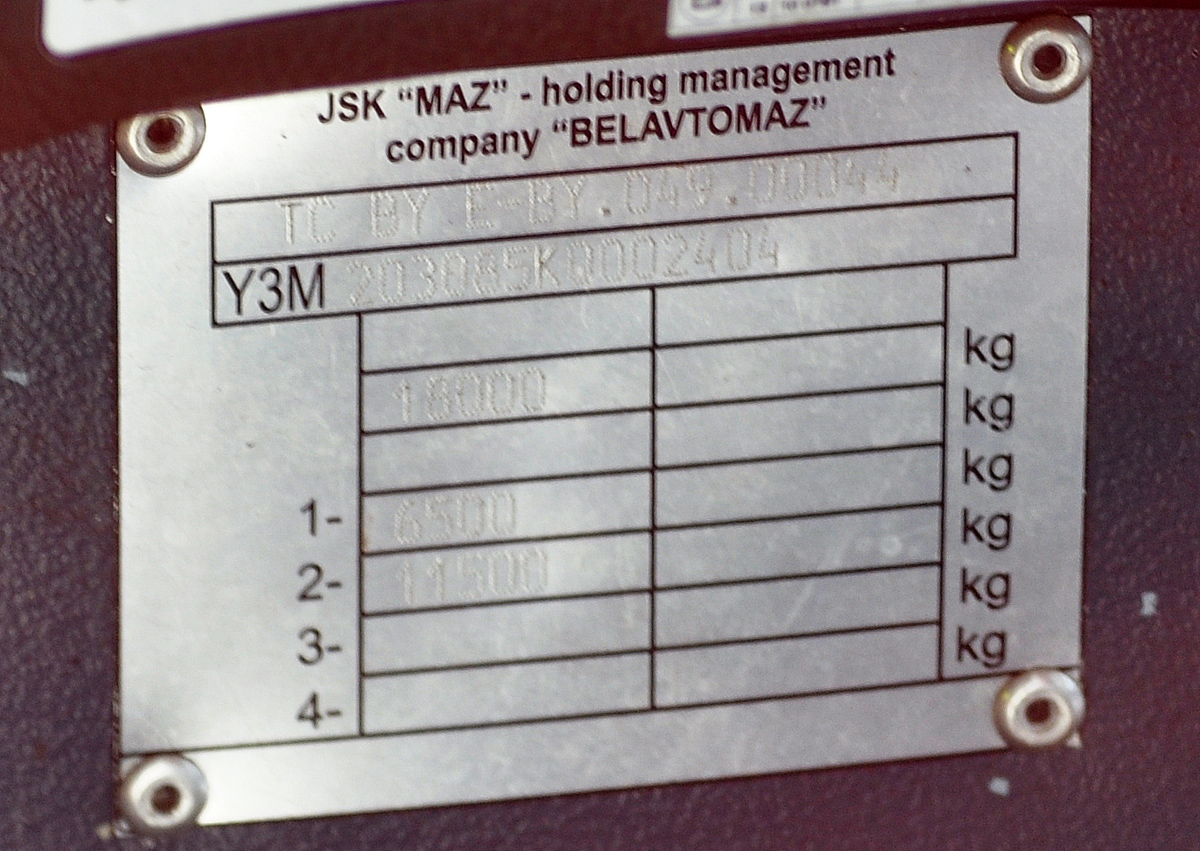 JSK “MAZ” - holding management
company “BELAVTOMAZ”
TC BY E-BY.049.00044
Y3M 203085K0002404
kg
18000 kg
kg
1- 6500 kg
2- 11500 kg
3- kg
4-